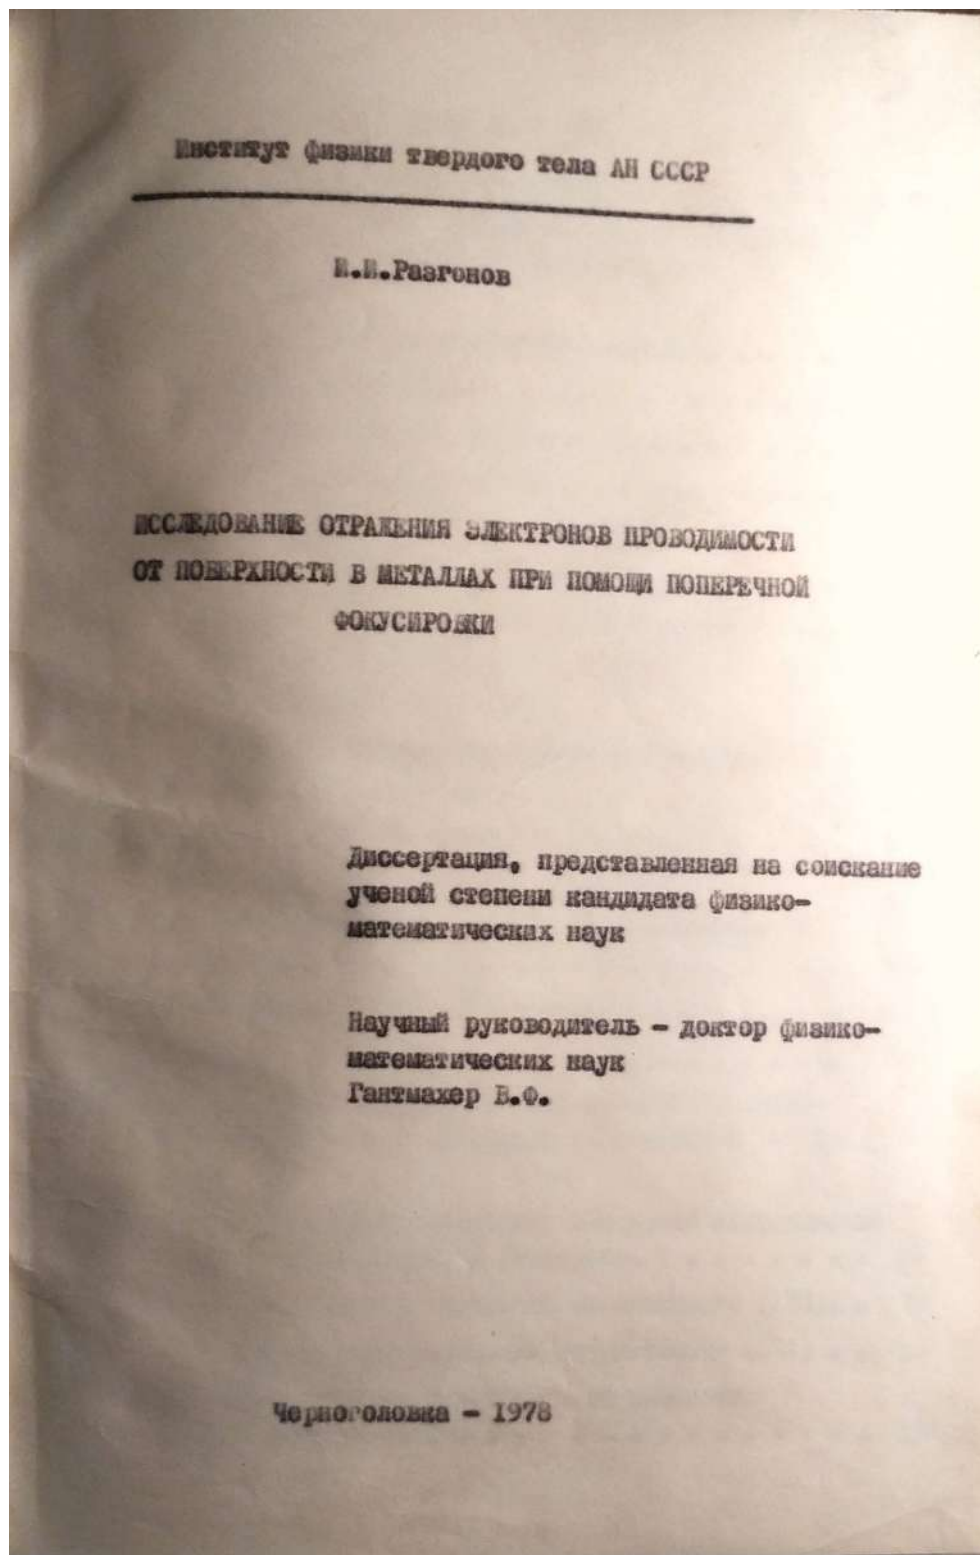 Институт физики твердого тела АН СССР
И.И.Разгонов
ИССЛЕДОВАНИЕ ОТРАЖЕНИЯ ЭЛЕКТРОНОВ ПРОВОДИМОСТИ
ОТ ПОВЕРХНОСТИ В МЕТАЛЛАХ ПРИ ПОМОЩИ ПОПЕРЕЧНОЙ
ФОКУСИРОВКИ
Диссертация, представленная на соискание
ученой степени кандидата физико-
математических наук
Научный руководитель - доктор физико-
математических наук
Гантмахер В.Ф.
Черноголовка - 1978